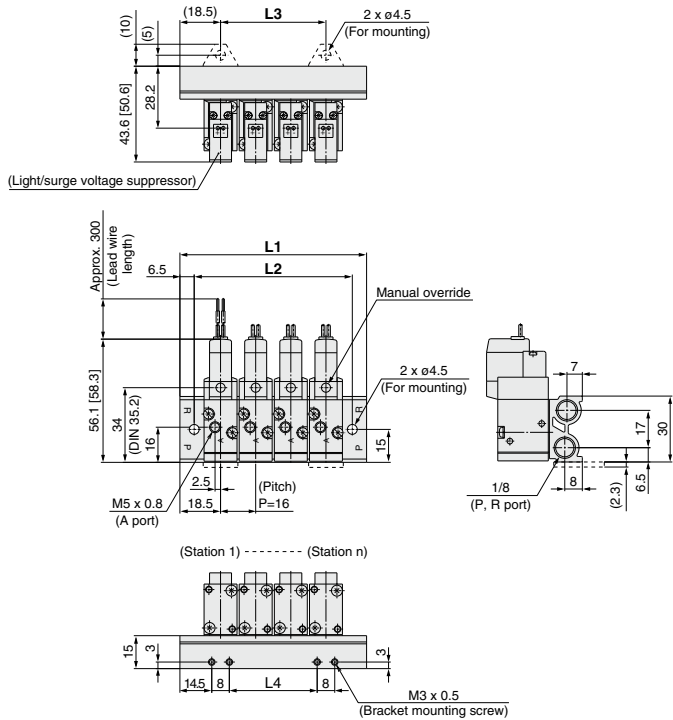 (18.5)
L3
2 x ø4.5
(For mounting)
(10)
(5)
28.2
43.6 [50.6]
(Light/surge voltage suppressor)
Approx. 300
(Lead wire
length)
L1
6.5
L2
Manual override
2 x ø4.5
(For mounting)
56.1 [58.3]
34
(DIN 35.2)
16
R
P
A
A
A
A
R
P
15
2.5
(Pitch)
M5 x 0.8
(A port)
18.5
P=16
7
30
17
6.5
(2.3)
8
1/8
(P, R port)
(Station 1) - - - - - - - (Station n)
15
3
3
14.5
8
L4
8
M3 x 0.5
(Bracket mounting screw)